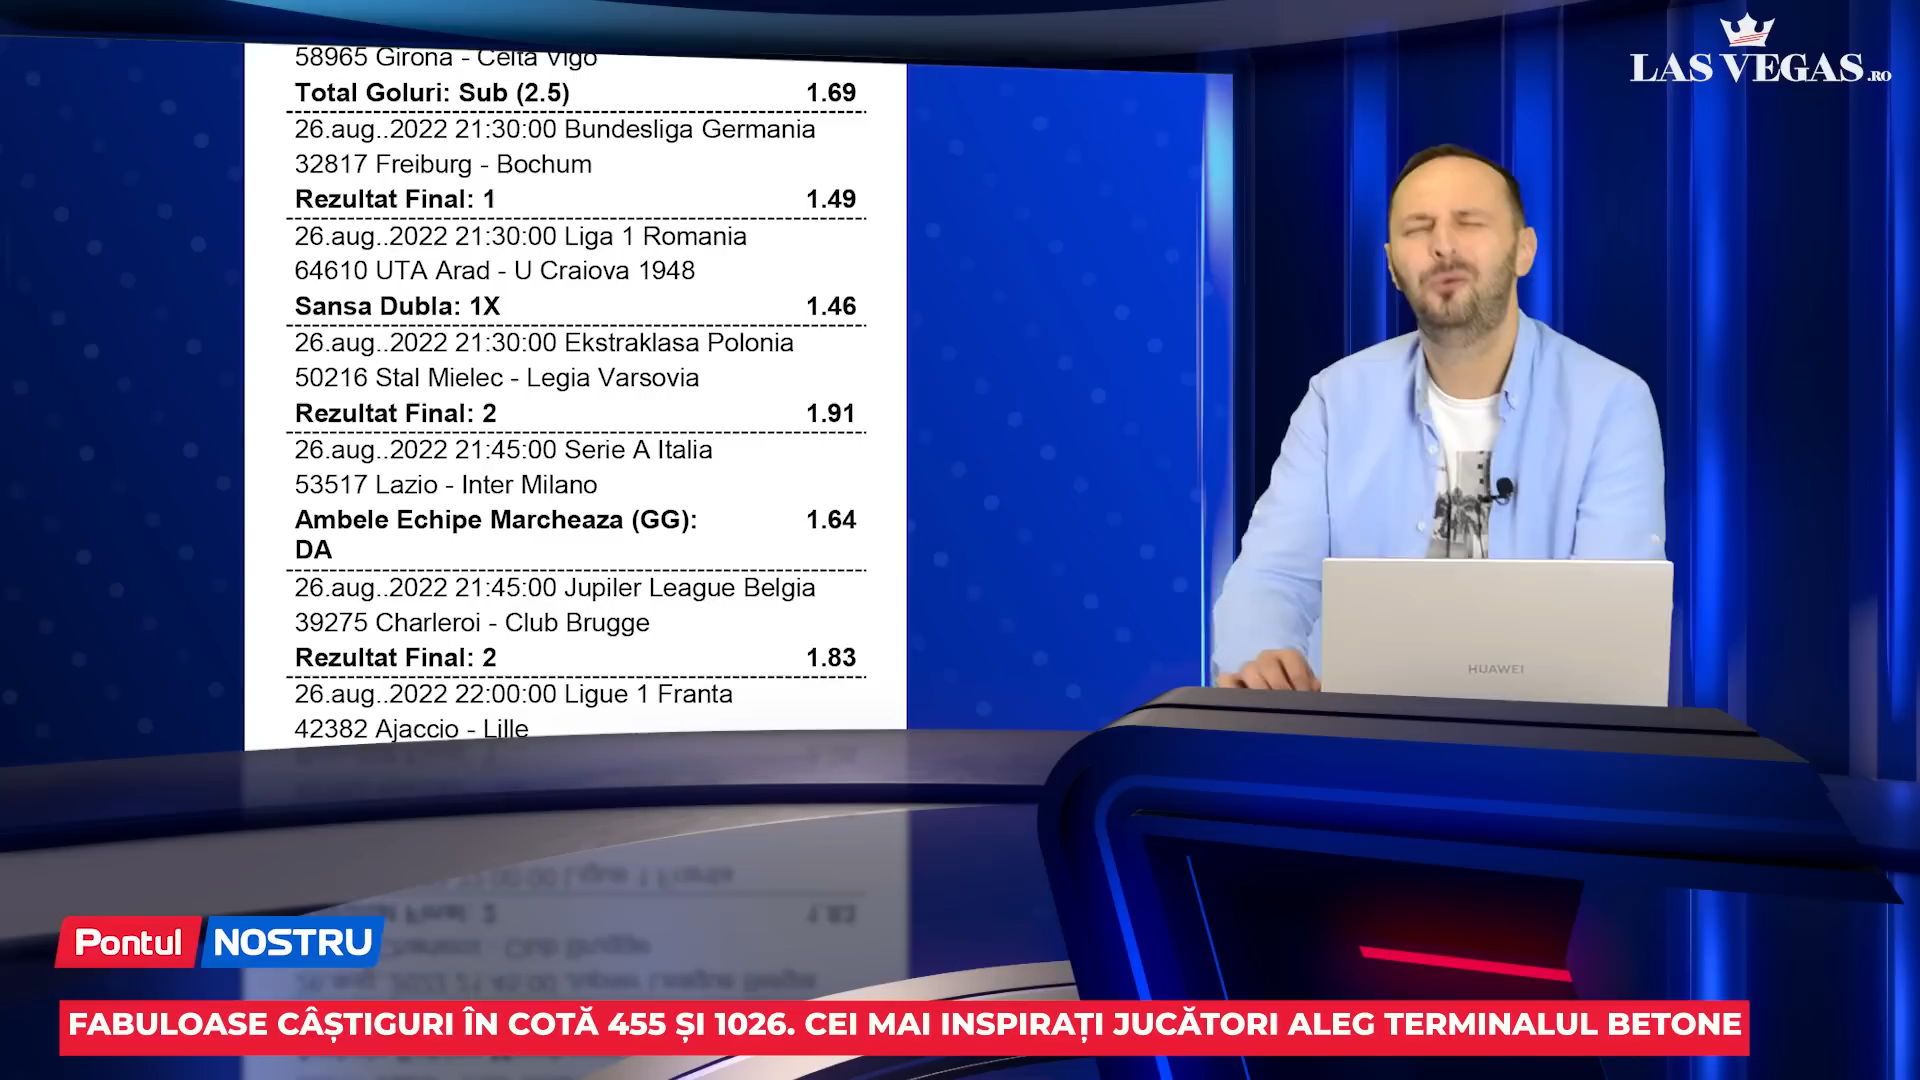 58965 Girona - Celta Vigo
Total Goluri: Sub (2.5) 1.69
26.aug..2022 21:30:00 Bundesliga Germania
32817 Freiburg - Bochum
Rezultat Final: 1 1.49
26.aug..2022 21:30:00 Liga 1 Romania
64610 UTA Arad - U Craiova 1948
Sansa Dubla: 1X 1.46
26.aug..2022 21:30:00 Ekstraklasa Polonia
50216 Stal Mielec - Legia Varsovia
Rezultat Final: 2 1.91
26.aug..2022 21:45:00 Serie A Italia
53517 Lazio - Inter Milano
Ambele Echipe Marcheaza (GG): 1.64
DA
26.aug..2022 21:45:00 Jupiler League Belgia
39275 Charleroi - Club Brugge
Rezultat Final: 2 1.83
26.aug..2022 22:00:00 Ligue 1 Franta
42382 Ajaccio - Lille
LAS VEGAS.RO
HUAWEI
Pontul NOSTRU
FABULOASE CÂȘTIGURI ÎN COTĂ 455 ȘI 1026. CEI MAI INSPIRAȚI JUCĂTORI ALEG TERMINALUL BETONE